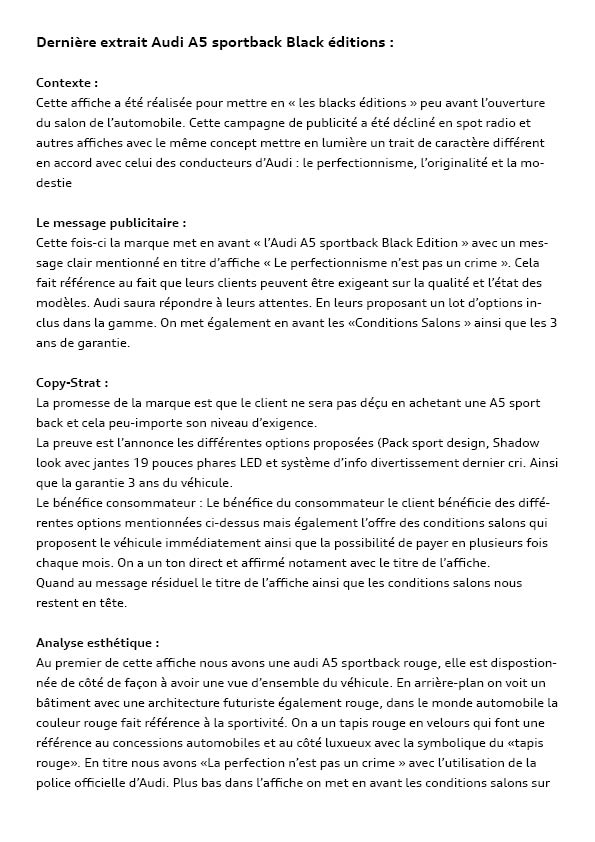 Dernière extrait Audi A5 sportback Black éditions :
Contexte :
Cette affiche a été réalisée pour mettre en « les blacks éditions » peu avant l’ouverture
du salon de l’automobile. Cette campagne de publicité a été décliné en spot radio et
autres affiches avec le même concept mettre en lumière un trait de caractère différent
en accord avec celui des conducteurs d’Audi : le perfectionnisme, l’originalité et la mo-
destie
Le message publicitaire :
Cette fois-ci la marque met en avant « l’Audi A5 sportback Black Edition » avec un mes-
sage clair mentionné en titre d’affiche « Le perfectionnisme n’est pas un crime ». Cela
fait référence au fait que leurs clients peuvent être exigeant sur la qualité et l’état des
modèles. Audi saura répondre à leurs attentes. En leurs proposant un lot d’options in-
clus dans la gamme. On met également en avant les «Conditions Salons » ainsi que les 3
ans de garantie.
Copy-Strat :
La promesse de la marque est que le client ne sera pas déçu en achetant une A5 sport
back et cela peu-importe son niveau d’exigence.
La preuve est l’annonce les différentes options proposées (Pack sport design, Shadow
look avec jantes 19 pouces phares LED et système d’info divertissement dernier cri. Ainsi
que la garantie 3 ans du véhicule.
Le bénéfice consommateur : Le bénéfice du consommateur le client bénéficie des diffé-
rentes options mentionnées ci-dessus mais également l’offre des conditions salons qui
proposent le véhicule immédiatement ainsi que la possibilité de payer en plusieurs fois
chaque mois. On a un ton direct et affirmé notament avec le titre de l’affiche.
Quand au message résiduel le titre de l’affiche ainsi que les conditions salons nous
restent en tête.
Analyse esthétique :
Au premier de cette affiche nous avons une audi A5 sportback rouge, elle est dispostion-
née de côté de façon à avoir une vue d’ensemble du véhicule. En arrière-plan on voit un
bâtiment avec une architecture futuriste également rouge, dans le monde automobile la
couleur rouge fait référence à la sportivité. On a un tapis rouge en velours qui font une
référence au concessions automobiles et au côté luxueux avec la symbolique du «tapis
rouge». En titre nous avons «La perfection n’est pas un crime » avec l’utilisation de la
police officielle d’Audi. Plus bas dans l’affiche on met en avant les conditions salons sur